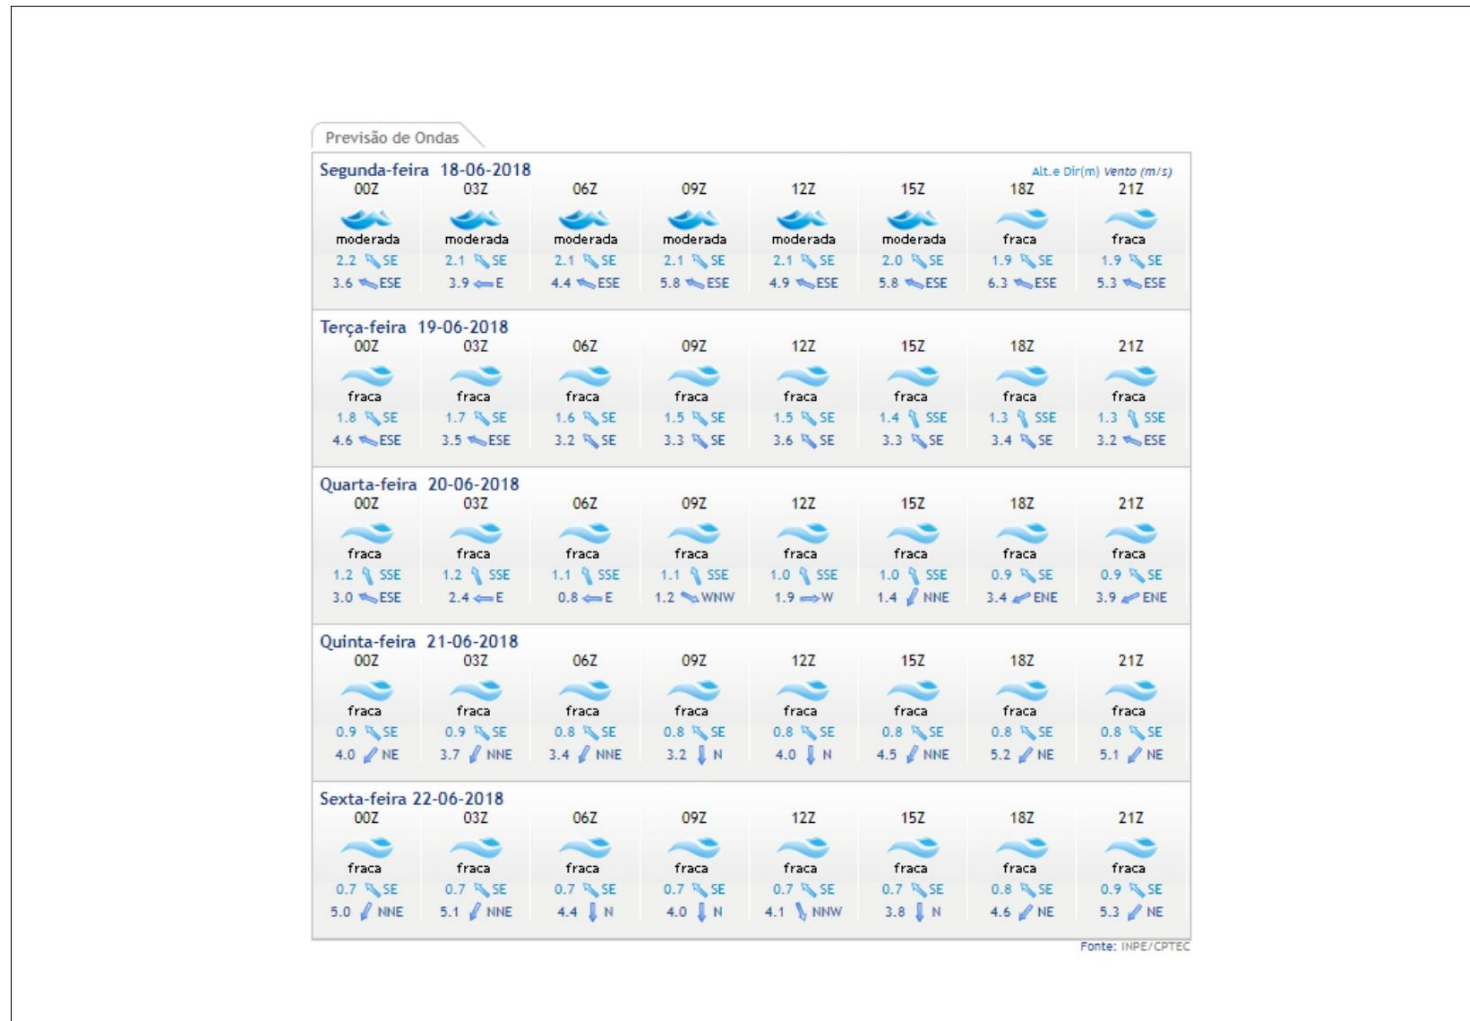 Previsão de Ondas
Segunda-feira 18-06-2018 Alt.e Dir(m) Vento (m/s)
00Z 03Z 06Z 09Z 12Z 15Z 18Z 21Z
moderada moderada moderada moderada moderada moderada fraca fraca
2.2 SE 2.1 SE 2.1 SE 2.1 SE 2.1 SE 2.0 SE 1.9 SE 1.9 SE
3.6 ESE 3.9 E 4.4 ESE 5.8 ESE 4.9 ESE 5.8 ESE 6.3 ESE 5.3 ESE
Terça-feira 19-06-2018
00Z 03Z 06Z 09Z 12Z 15Z 18Z 21Z
fraca fraca fraca fraca fraca fraca fraca fraca
1.8 SE 1.7 SE 1.6 SE 1.5 SE 1.5 SE 1.4 SSE 1.3 SSE 1.3 SSE
4.6 ESE 3.5 ESE 3.2 SE 3.3 SE 3.6 SE 3.3 SE 3.4 SE 3.2 ESE
Quarta-feira 20-06-2018
00Z 03Z 06Z 09Z 12Z 15Z 18Z 21Z
fraca fraca fraca fraca fraca fraca fraca fraca
1.2 SSE 1.2 SSE 1.1 SSE 1.1 SSE 1.0 SSE 1.0 SSE 0.9 SE 0.9 SE
3.0 ESE 2.4 E 0.8 E 1.2 WNW 1.9 W 1.4 NNE 3.4 ENE 3.9 ENE
Quinta-feira 21-06-2018
00Z 03Z 06Z 09Z 12Z 15Z 18Z 21Z
fraca fraca fraca fraca fraca fraca fraca fraca
0.9 SE 0.9 SE 0.8 SE 0.8 SE 0.8 SE 0.8 SE 0.8 SE 0.8 SE
4.0 NE 3.7 NNE 3.4 NNE 3.2 N 4.0 N 4.5 NNE 5.2 NE 5.1 NE
Sexta-feira 22-06-2018
00Z 03Z 06Z 09Z 12Z 15Z 18Z 21Z
fraca fraca fraca fraca fraca fraca fraca fraca
0.7 SE 0.7 SE 0.7 SE 0.7 SE 0.7 SE 0.7 SE 0.8 SE 0.9 SE
5.0 NNE 5.1 NNE 4.4 N 4.0 N 4.1 NNW 3.8 N 4.6 NE 5.3 NE
Fonte: INPE/CPTEC